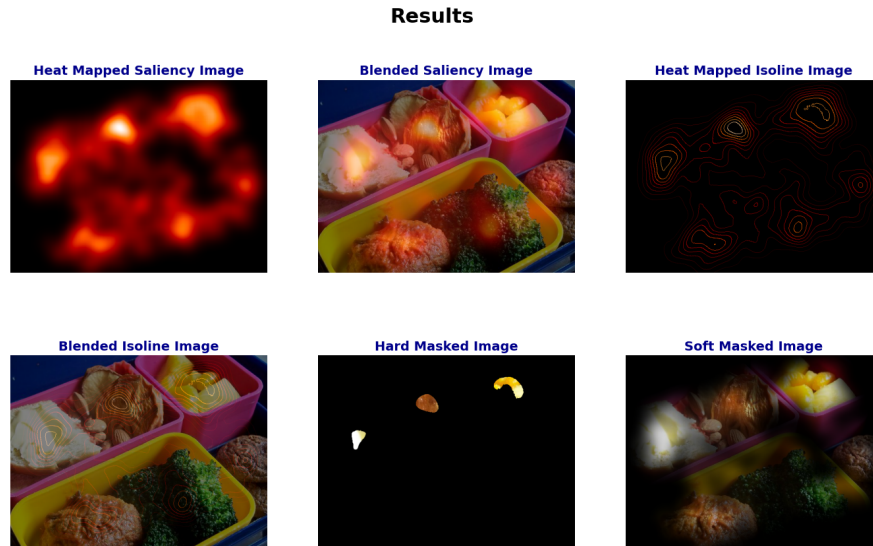 Results
Heat Mapped Saliency Image
Blended Saliency Image
Heat Mapped Isoline Image
Blended Isoline Image
Hard Masked Image
Soft Masked Image